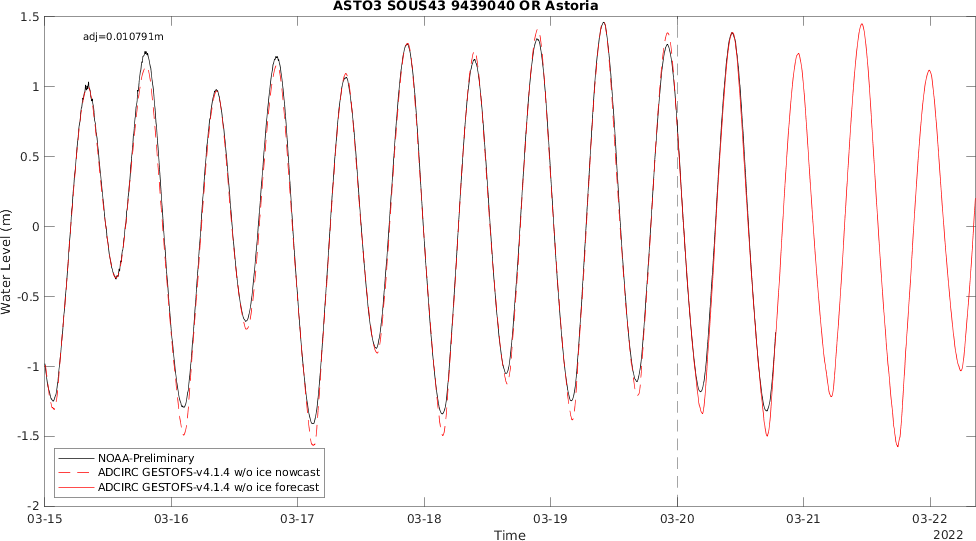 ASTO3 SOUS43 9439040 OR Astoria
adj=0.010791m
1.5
1
0.5
0
-0.5
-1
-1.5
-2
Water Level (m)
NOAA-Preliminary
ADCIRC GESTOFS-v4.1.4 w/o ice nowcast
ADCIRC GESTOFS-v4.1.4 w/o ice forecast
03-15 03-16 03-17 03-18 03-19 03-20 03-21 03-22
Time
2022